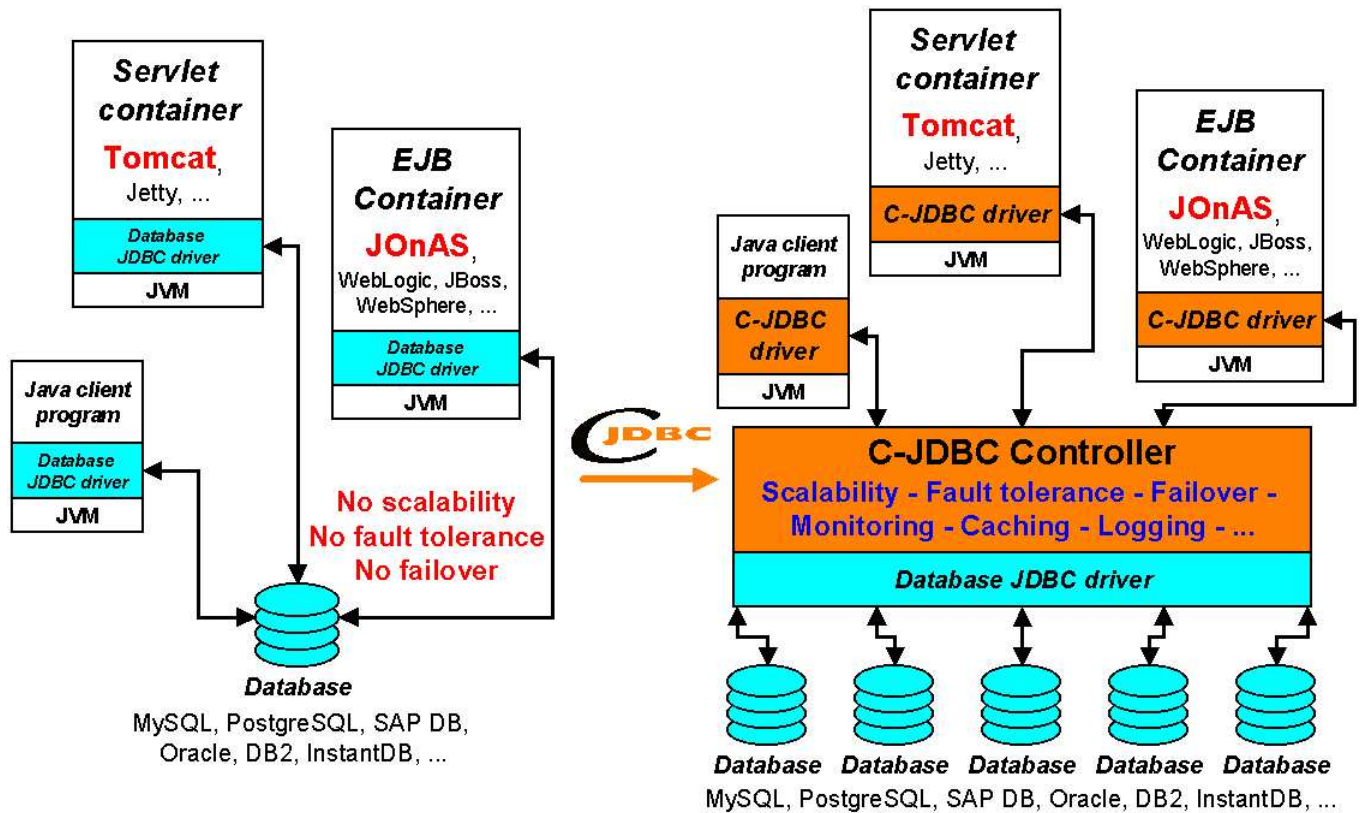 Servlet
container
Tomcat,
Jetty, ...
Database
JDBC driver
JVM
EJB
Container
JOnAS,
WebLogic, JBoss,
WebSphere, ...
Database
JDBC driver
JVM
Java client
program
Database
JDBC driver
JVM
No scalability
No fault tolerance
No failover
Database
MySQL, PostgreSQL, SAP DB,
Oracle, DB2, InstantDB, ...
C JDBC
Servlet
container
Tomcat,
Jetty, ...
C-JDBC driver
JVM
EJB
Container
JOnAS,
WebLogic, JBoss,
WebSphere, ...
C-JDBC driver
JVM
Java client
program
C-JDBC
driver
JVM
C-JDBC Controller
Scalability - Fault tolerance - Failover -
Monitoring - Caching - Logging - ...
Database JDBC driver
Database Database Database Database Database
MySQL, PostgreSQL, SAP DB, Oracle, DB2, InstantDB, ...